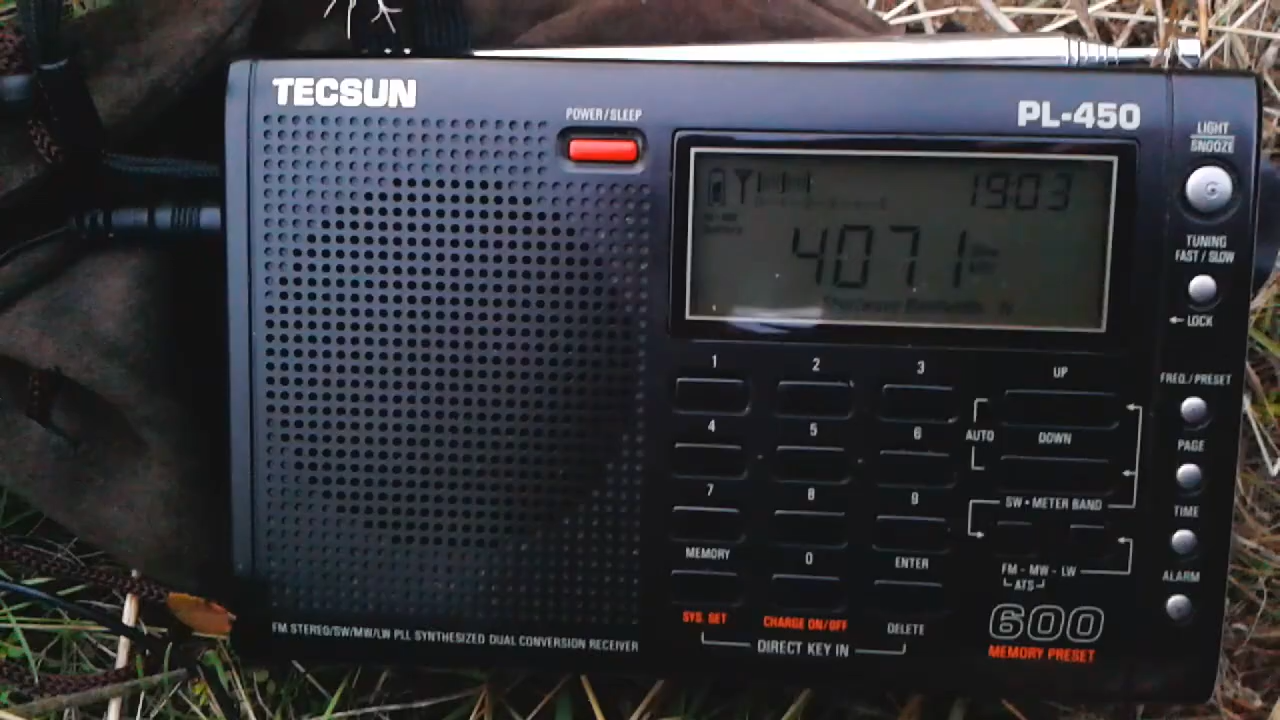 TECSUN
POWER/SLEEP
PL-450
LIGHT
SNOOZE
1903
4071
TUNING
FAST / SLOW
LOCK
1 2 3
UP
FREQ./PRESET
4 5 6
AUTO
DOWN
PAGE
7 8 9
SW • METER BAND
TIME
MEMORY 0 ENTER
FM - MW - LW
ATS
ALARM
SYS. SET CHARGE ON/OFF DELETE
600
MEMORY PRESET
DIRECT KEY IN
FM STEREO/SW/MW/LW PLL SYNTHESIZED DUAL CONVERSION RECEIVER